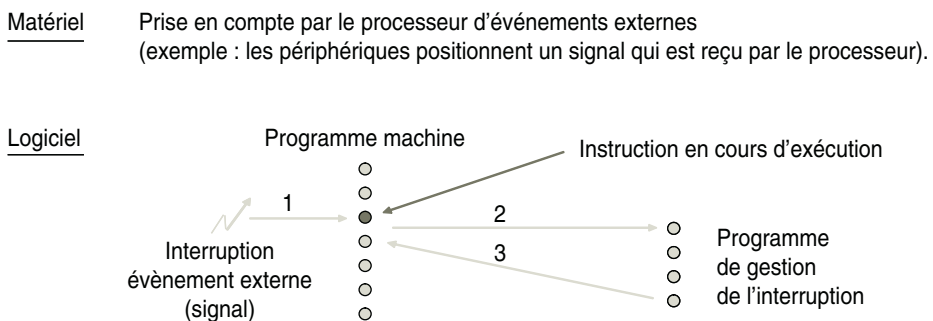 Matériel Prise en compte par le processeur d'événements externes
(exemple : les périphériques positionnent un signal qui est reçu par le processeur).
Logiciel Programme machine
Instruction en cours d'exécution
1
2
3
Interruption
évènement externe
(signal)
Programme
de gestion
de l'interruption